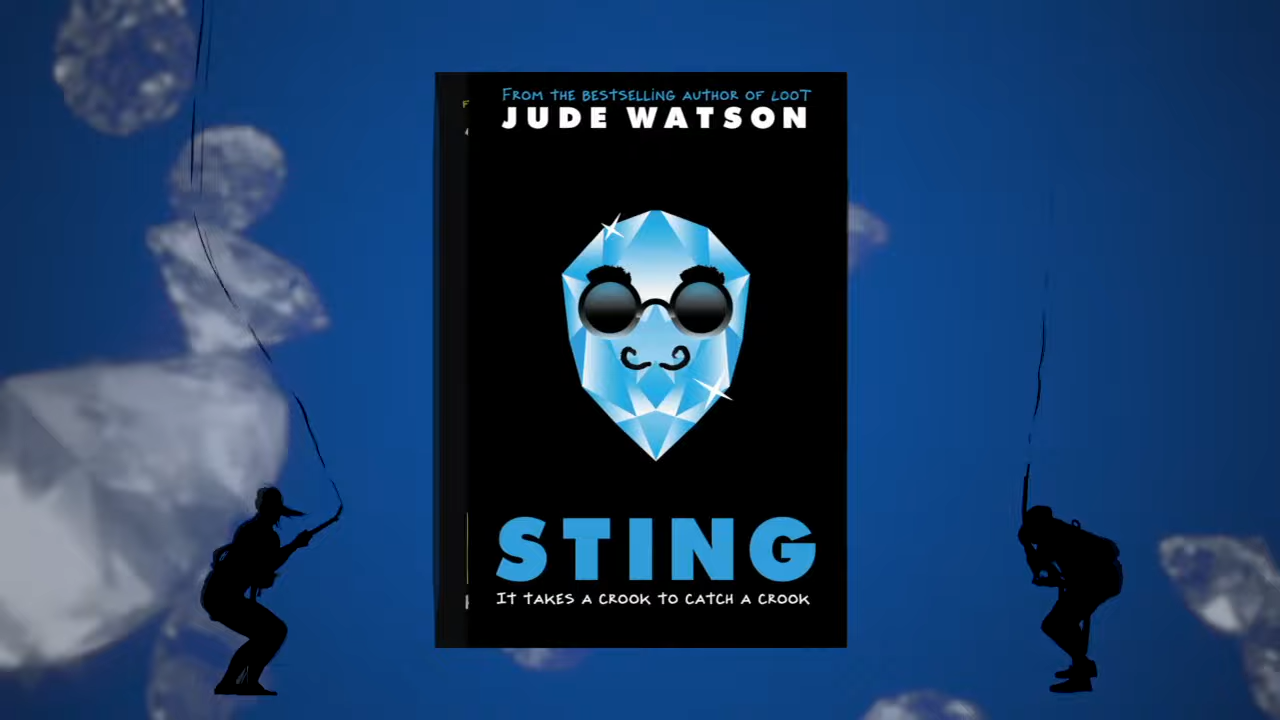 FROM THE BESTSELLING AUTHOR OF LOOT
JUDE WATSON
STING
IT TAKES A CROOK TO CATCH A CROOK